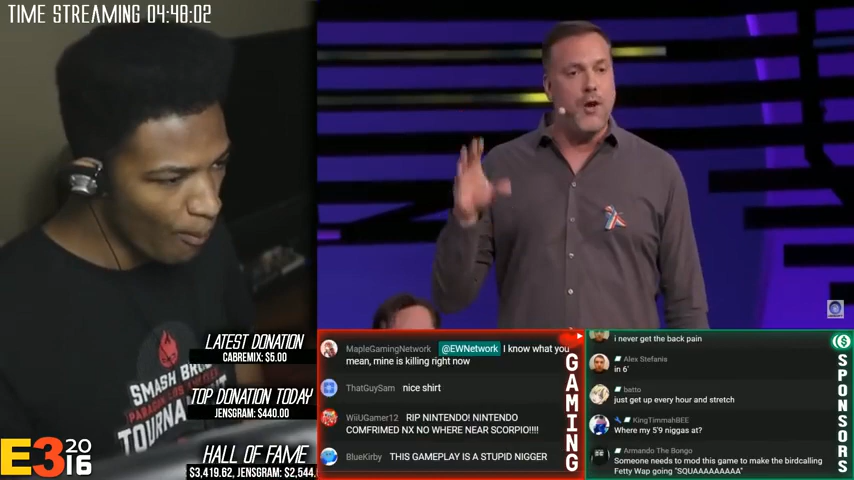 TIME STREAMING 04:48:02
SMASH BROS
TOURNAMENT
LATEST DONATION
CABREMIX: $5.00
TOP DONATION TODAY
JENSGRAM: $440.00
HALL OF FAME
$3,419.62, JENSGRAM: $2,544.
E3 2016
MapleGamingNetwork @EWNetwork I know what you
mean, mine is killing right now
ThatGuySam nice shirt
WiiUGamer12 RIP NINTENDO! NINTENDO
COMFRIMED NX NO WHERE NEAR SCORPIO!!!!
BlueKirby THIS GAMEPLAY IS A STUPID NIGGER
GAMING
i never get the back pain
Alex Stefanis
in 6'
batto
just get up every hour and stretch
KingTimmahBEE
Where my 5'9 niggas at?
Armando The Bongo
Someone needs to mod this game to make the birdcalling
Fetty Wap going "SQUAAAAAAAAA"
SPONSORS